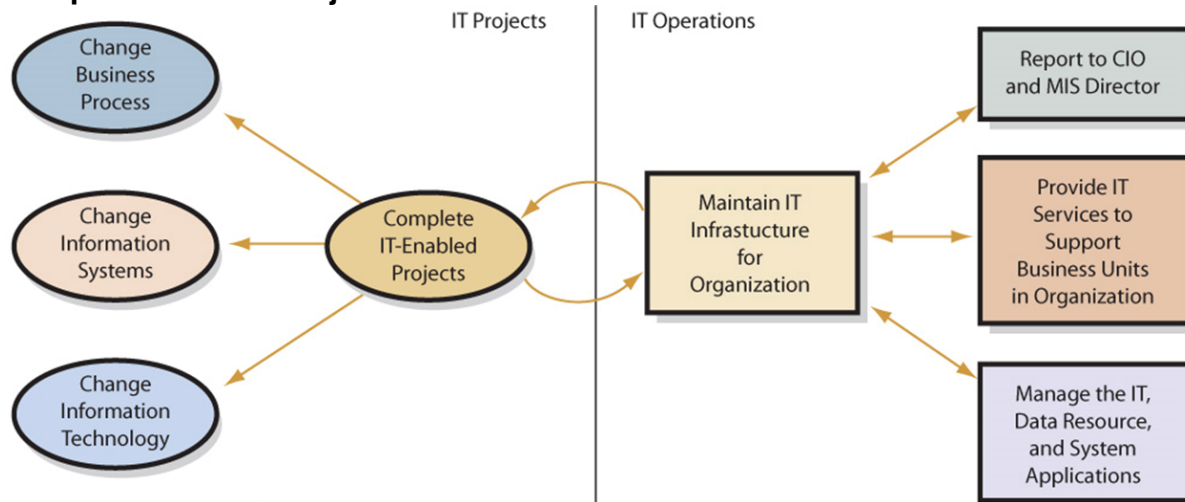 IT Projects
IT Operations
Change
Business
Process
Change
Information
Systems
Change
Information
Technology
Complete
IT-Enabled
Projects
Maintain IT
Infrastucture
for
Organization
Report to CIO
and MIS Director
Provide IT
Services to
Support
Business Units
in Organization
Manage the IT,
Data Resource,
and System
Applications